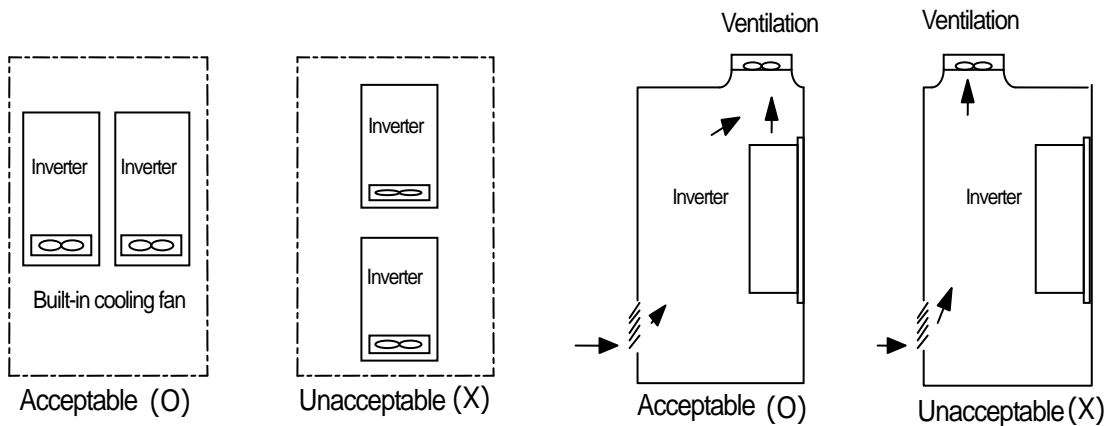 Ventilation
Ventilation
Inverter
Inverter
Inverter
Inverter
Built-in cooling fan
Inverter
Inverter
Acceptable (O)
Unacceptable (X)
Acceptable (O)
Unacceptable (X)